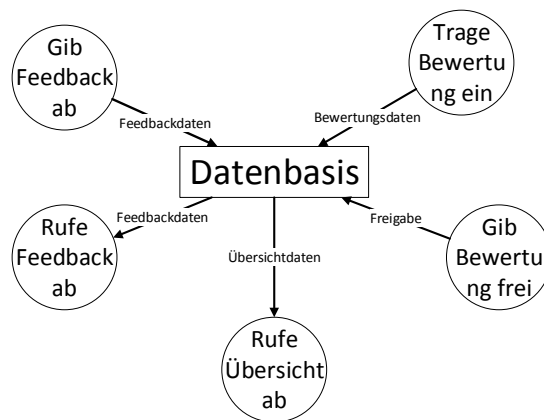 Gib
Feedback
ab
Trage
Bewertu
ng ein
Feedbackdaten
Bewertungsdaten
Datenbasis
Rufe
Feedback
ab
Feedbackdaten
Freigabe
Gib
Bewertu
ng frei
Übersichtdaten
Rufe
Übersicht
ab